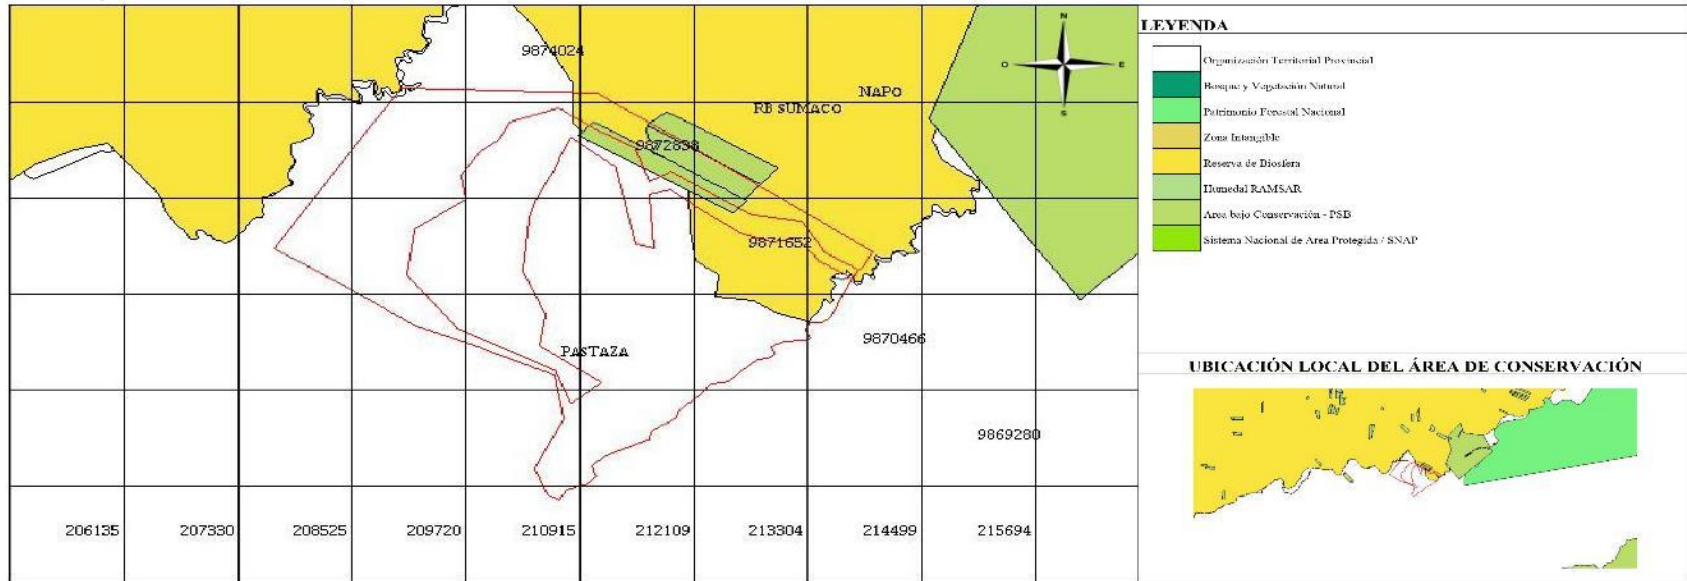 N
O
E
S
9874024
NAPO
RB SUMACO
9872838
9871652
9870466
PASTAZA
9869280
206135
207330
208525
209720
210915
212109
213304
214499
215694
LEYENDA
Organización Territorial Provincial
Bosque y Vegetación Natural
Patrimonio Forestal Nacional
Zona Intangible
Reserva de Biosfera
Humedal RAMSAR
Area bajo Conservación - PSB
Sistema Nacional de Area Protegida / SNAP
UBICACIÓN LOCAL DEL ÁREA DE CONSERVACIÓN